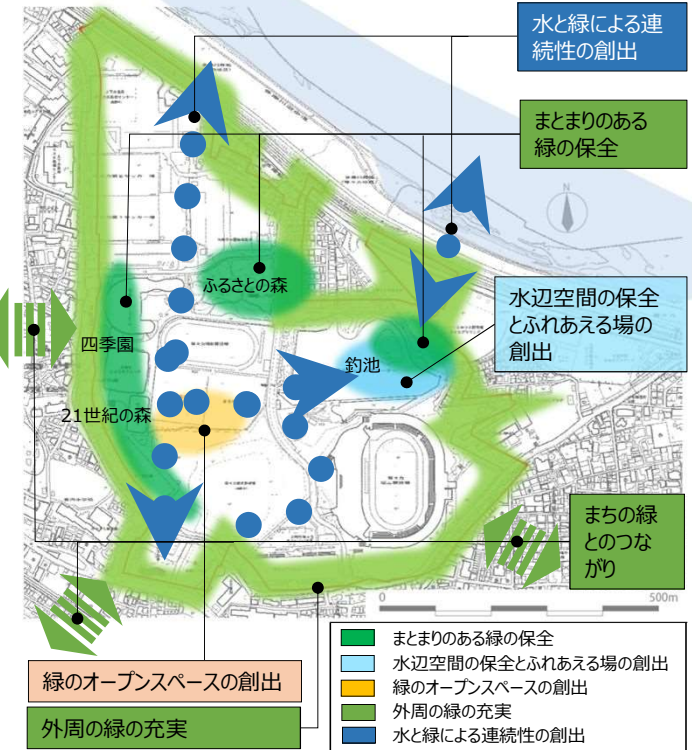 水と緑による連
続性の創出
まとまりのある
緑の保全
N
ふるさとの森
水辺空間の保全
とふれあえる場の
創出
四季園
釣池
21世紀の森
まちの緑
とのつな
がり
0
500m
緑のオープンスペースの創出
外周の緑の充実
まとまりのある緑の保全
水辺空間の保全とふれあえる場の創出
緑のオープンスペースの創出
外周の緑の充実
水と緑による連続性の創出